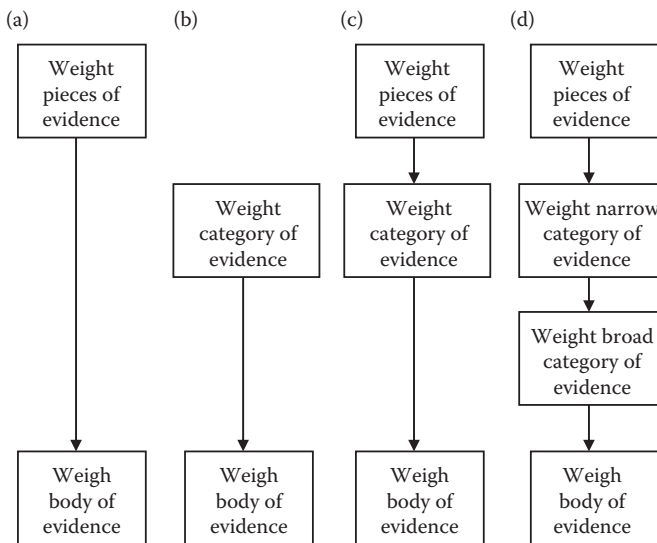 (a)
(b)
(c)
(d)
Weight
pieces of
evidence
Weight
pieces of
evidence
Weight
pieces of
evidence
Weight
category of
evidence
Weight
category of
evidence
Weight narrow
category of
evidence
Weight broad
category of
evidence
Weigh
body of
evidence
Weigh
body of
evidence
Weigh
body of
evidence
Weigh
body of
evidence